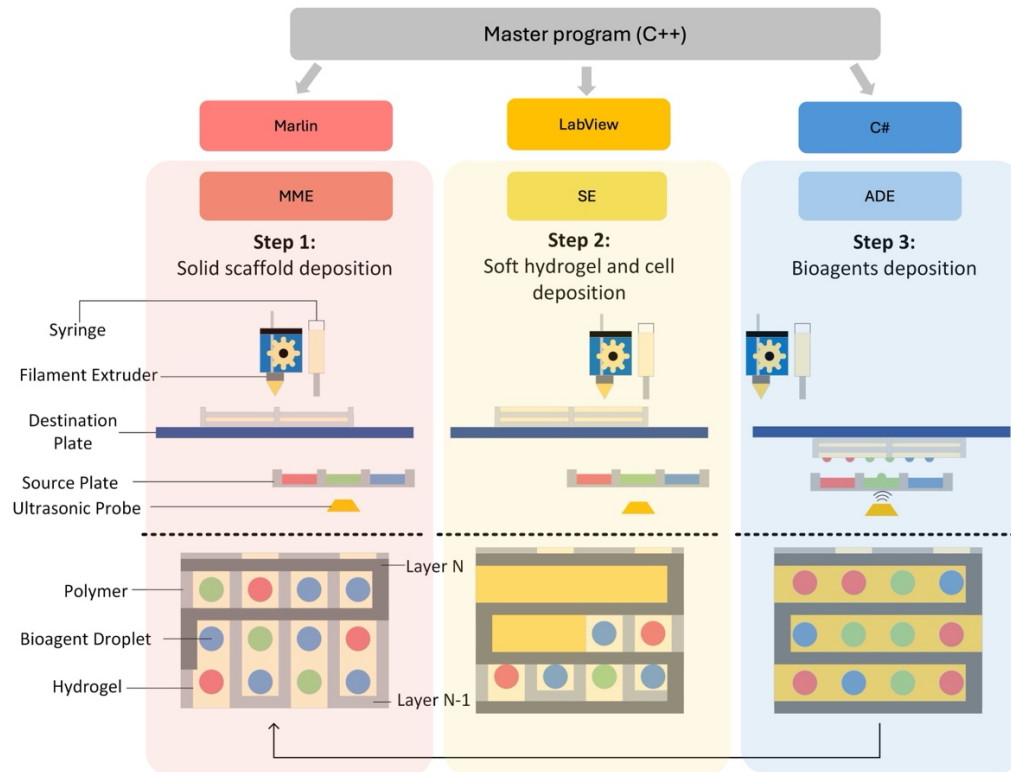 Master program (C++)
Marlin
LabView
C#
MME
SE
ADE
Step 1:
Solid scaffold deposition
Step 2:
Soft hydrogel and cell
deposition
Step 3:
Bioagents deposition
Syringe
Filament Extruder
Destination
Plate
Source Plate
Ultrasonic Probe
Layer N
Polymer
Bioagent Droplet
Hydrogel
Layer N-1